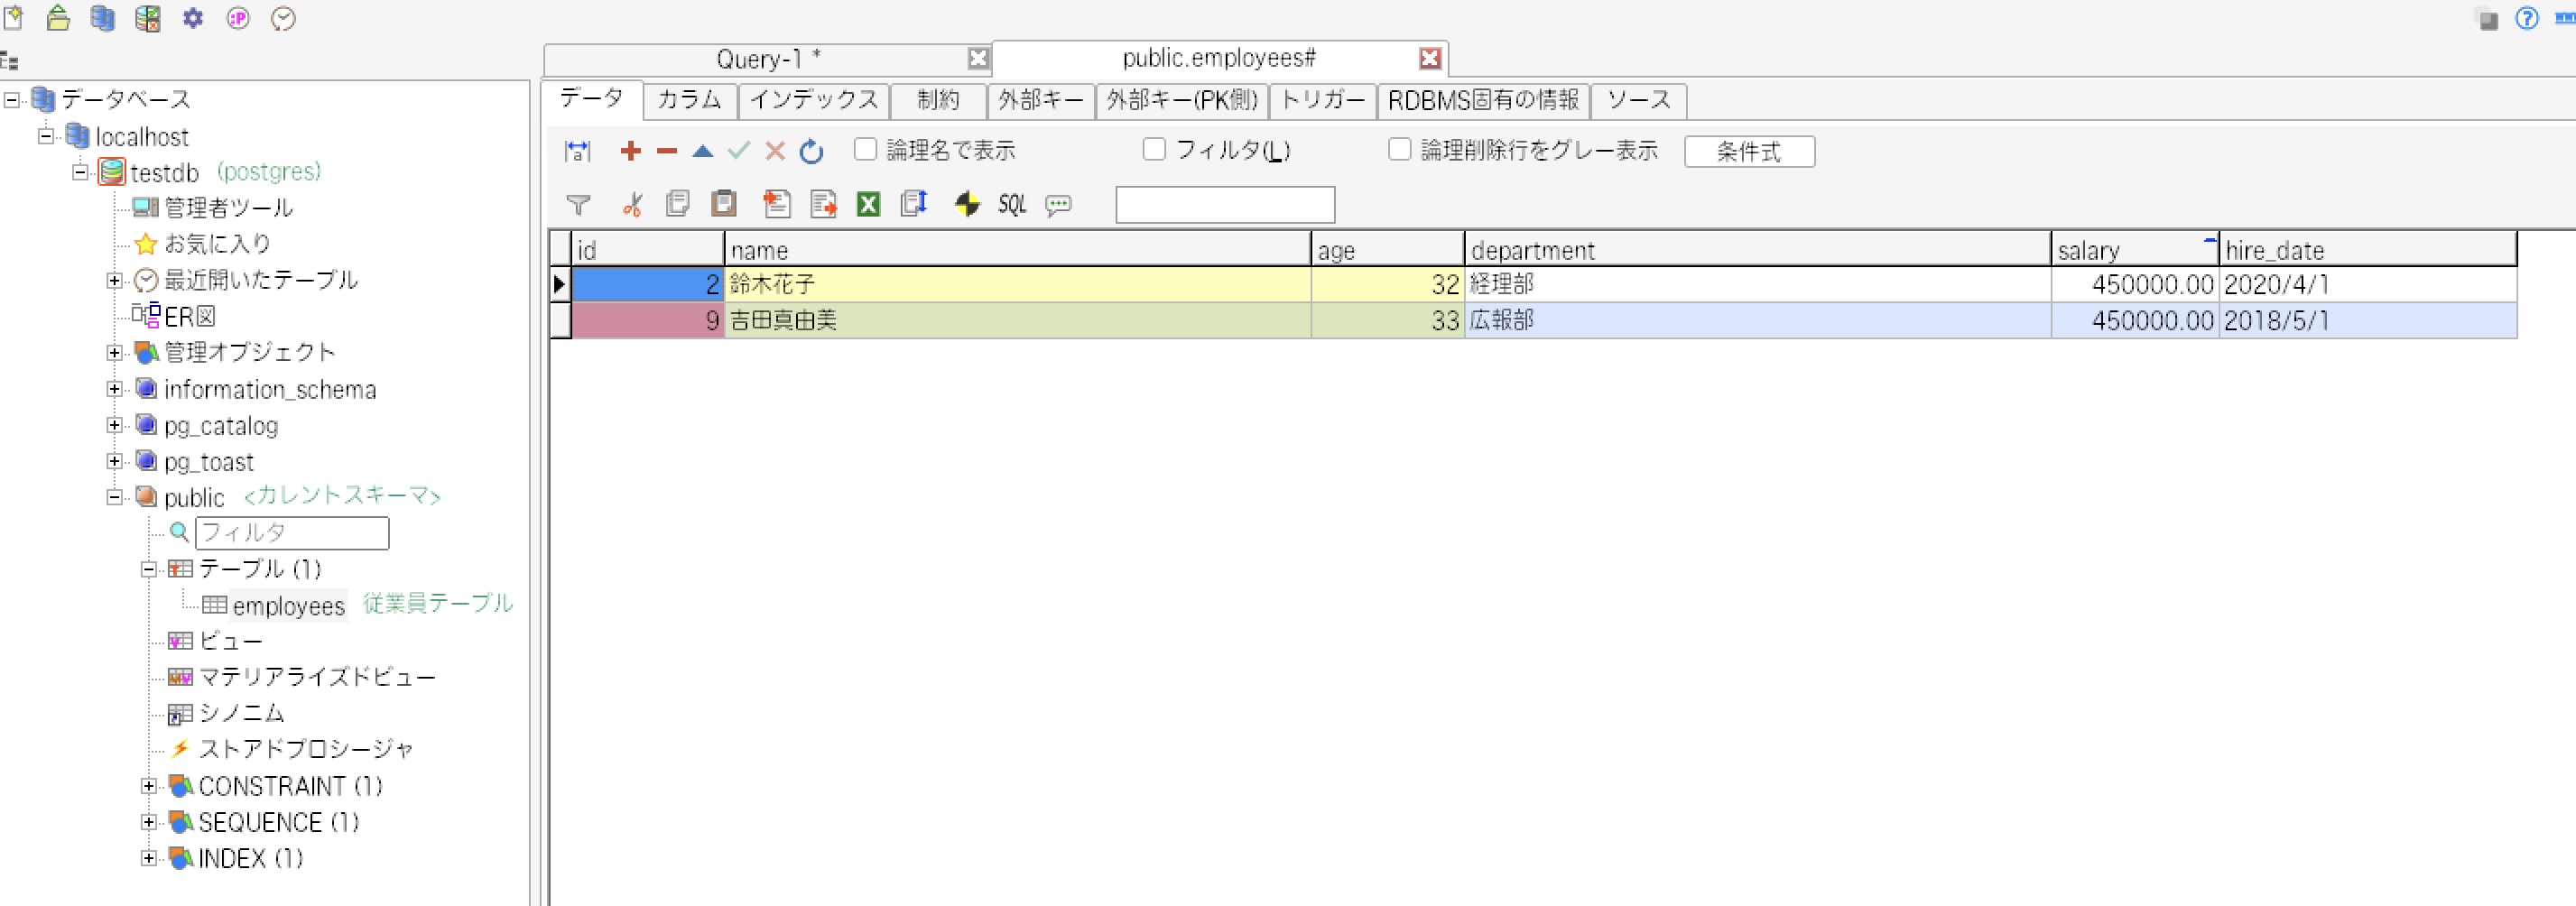 Query-1 *
public.employees#
データベース
localhost
testdb (postgres)
管理者ツール
お気に入り
最近開いたテーブル
ER図
管理オブジェクト
information_schema
pg_catalog
pg_toast
public <カレントスキーマ>
フィルタ
テーブル (1)
employees 従業員テーブル
ビュー
マテリアライズドビュー
シノニム
ストアドプロシージャ
CONSTRAINT (1)
SEQUENCE (1)
INDEX (1)
データ カラム インデックス 制約 外部キー 外部キー(PK側) トリガー RDBMS固有の情報 ソース
論理名で表示 フィルタ(L) 論理削除行をグレー表示 条件式
SQL
id name age department salary hire_date
2 鈴木花子 32 経理部 450000.00 2020/4/1
9 吉田真由美 33 広報部 450000.00 2018/5/1